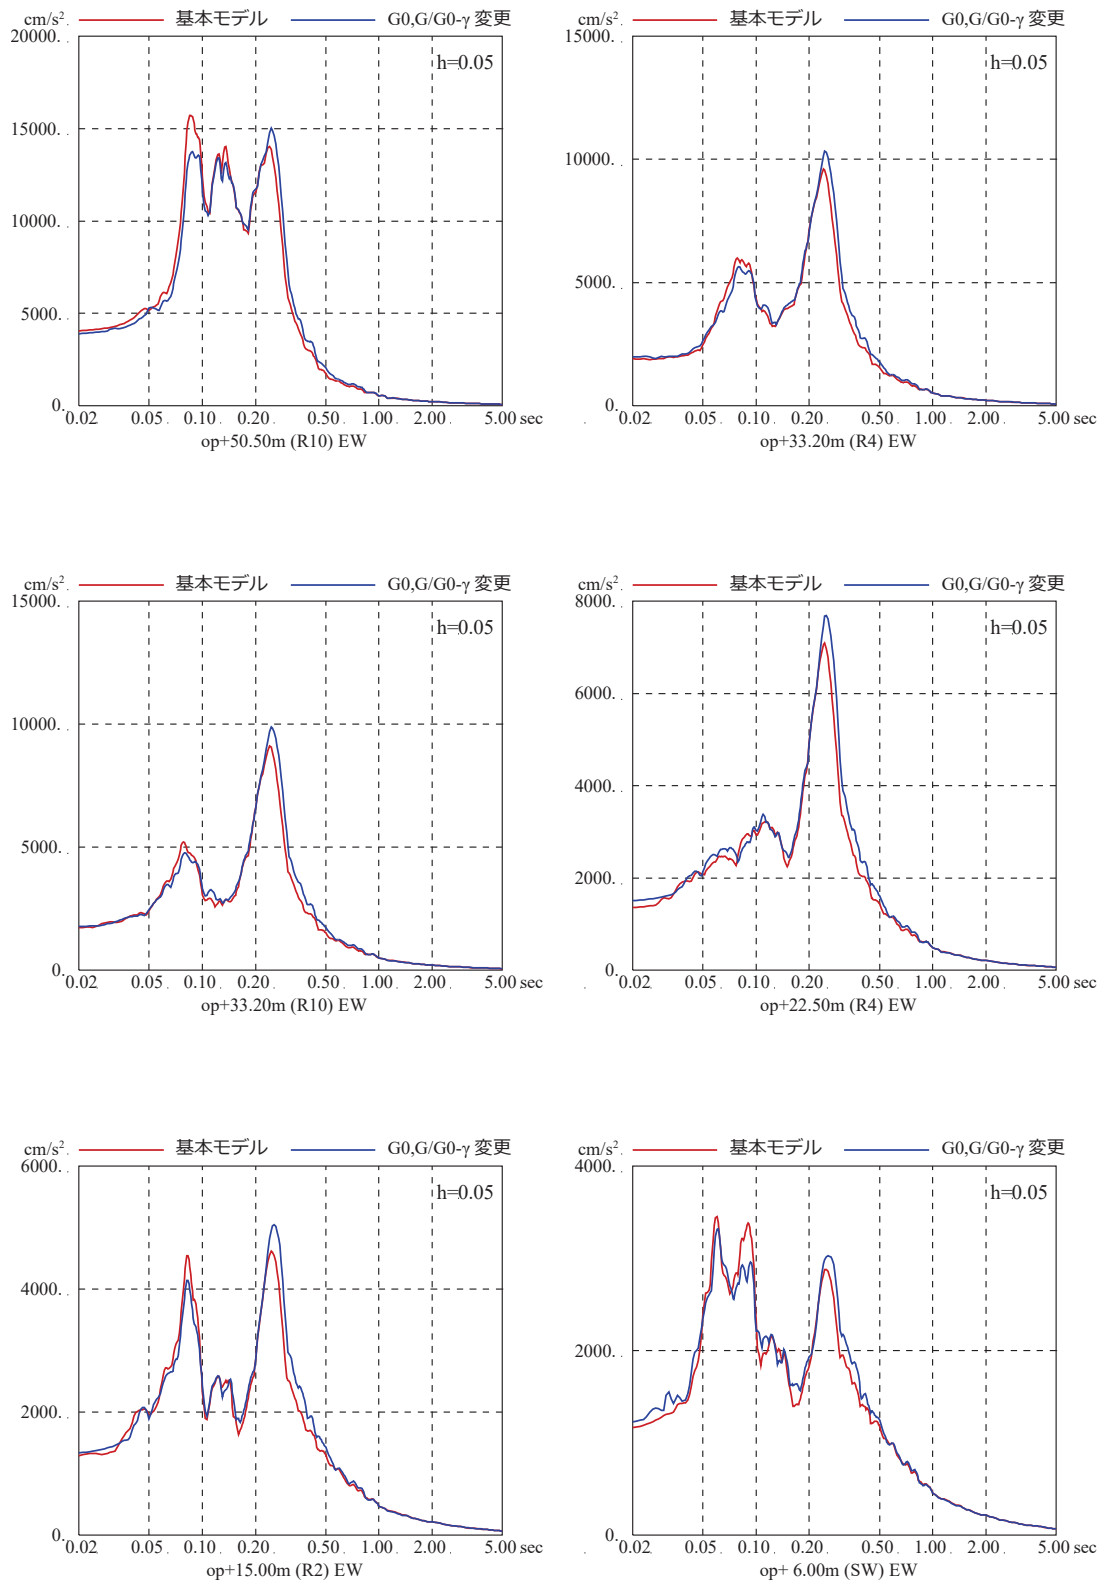 cm/s² 基本モデル G0,G/G0-γ 変更
20000.
h=0.05
15000.
10000.
5000.
0.
0.02 0.05 0.10 0.20 0.50 1.00 2.00 5.00 sec
op+50.50m (R10) EW
cm/s² 基本モデル G0,G/G0-γ 変更
15000.
h=0.05
10000.
5000.
0.
0.02 0.05 0.10 0.20 0.50 1.00 2.00 5.00 sec
op+33.20m (R4) EW
cm/s² 基本モデル G0,G/G0-γ 変更
15000.
h=0.05
10000.
5000.
0.
0.02 0.05 0.10 0.20 0.50 1.00 2.00 5.00 sec
op+33.20m (R10) EW
cm/s² 基本モデル G0,G/G0-γ 変更
8000.
h=0.05
6000.
4000.
2000.
0.
0.02 0.05 0.10 0.20 0.50 1.00 2.00 5.00 sec
op+22.50m (R4) EW
cm/s² 基本モデル G0,G/G0-γ 変更
6000.
h=0.05
4000.
2000.
0.
0.02 0.05 0.10 0.20 0.50 1.00 2.00 5.00 sec
op+15.00m (R2) EW
cm/s² 基本モデル G0,G/G0-γ 変更
4000.
h=0.05
2000.
0.
0.02 0.05 0.10 0.20 0.50 1.00 2.00 5.00 sec
op+ 6.00m (SW) EW